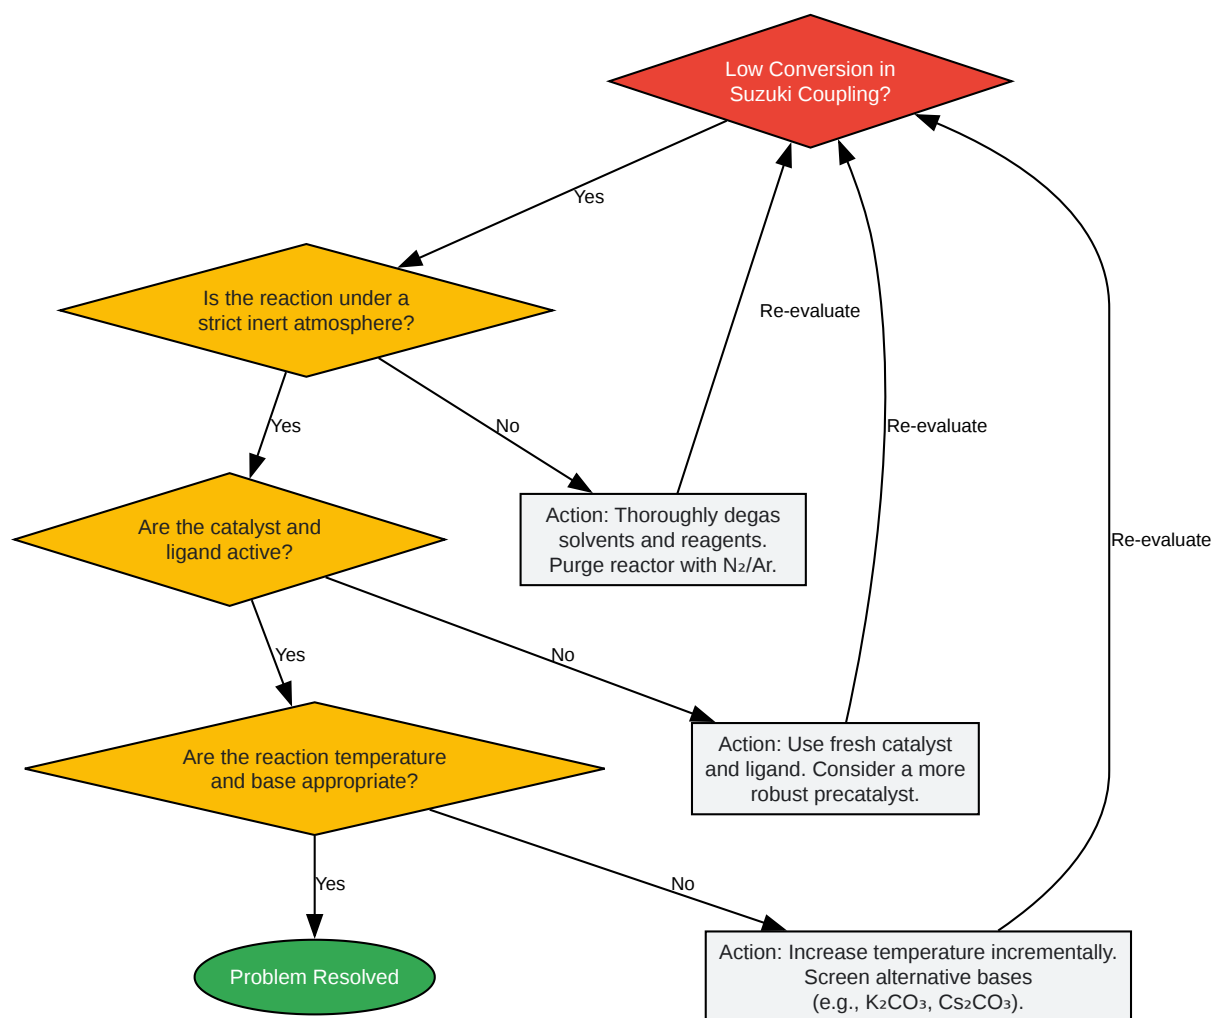 Low Conversion in
Suzuki Coupling?
Yes
Is the reaction under a
strict inert atmosphere?
Re-evaluate
Yes
No
Re-evaluate
Action: Thoroughly degas
solvents and reagents.
Purge reactor with N₂/Ar.
Are the catalyst and
ligand active?
Re-evaluate
Yes
No
Action: Use fresh catalyst
and ligand. Consider a more
robust precatalyst.
Are the reaction temperature
and base appropriate?
Yes
No
Problem Resolved
Action: Increase temperature incrementally.
Screen alternative bases
(e.g., K₂CO₃, Cs₂CO₃).